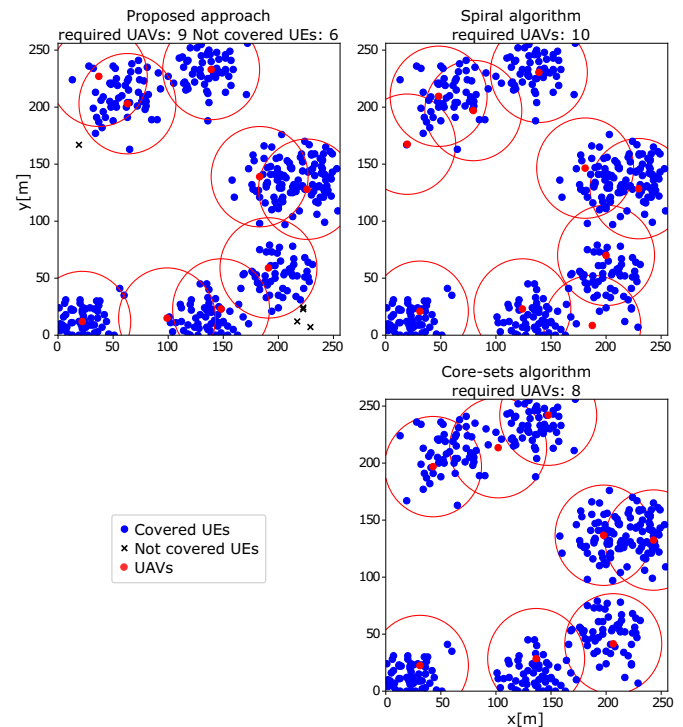 Proposed approach
required UAVs: 9 Not covered UEs: 6
Spiral algorithm
required UAVs: 10
250
200
150
100
50
0
y[m]
0 50 100 150 200 250
250
200
150
100
50
0
0 50 100 150 200 250
Core-sets algorithm
required UAVs: 8
250
200
150
100
50
0
0 50 100 150 200 250
x[m]
Covered UEs
Not covered UEs
UAVs